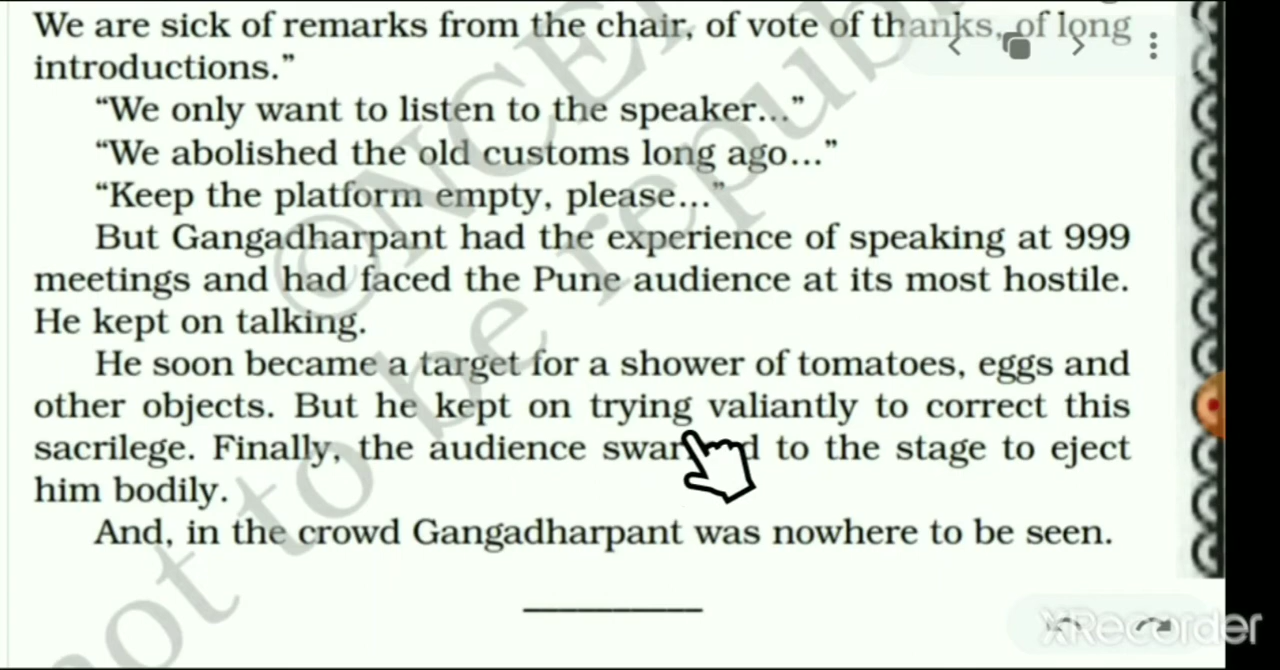 We are sick of remarks from the chair, of vote of thanks, of long
introductions.”
“We only want to listen to the speaker...”
“We abolished the old customs long ago...”
“Keep the platform empty, please...”
But Gangadharpant had the experience of speaking at 999
meetings and had faced the Pune audience at its most hostile.
He kept on talking.
He soon became a target for a shower of tomatoes, eggs and
other objects. But he kept on trying valiantly to correct this
sacrilege. Finally, the audience to the stage to eject
him bodily.
And, in the crowd Gangadharpant was nowhere to be seen.
©NCERT
not to be republ
XRecorder